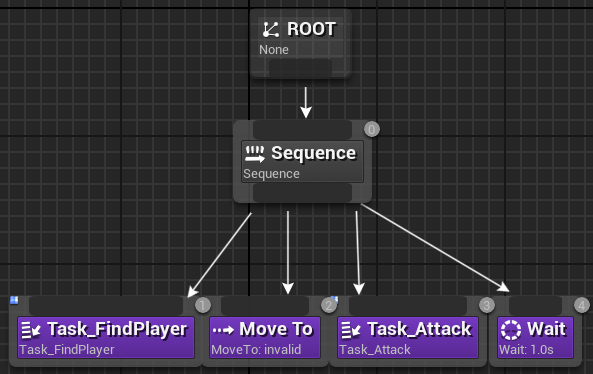 ROOT
None
0
Sequence
Sequence
1
2
3
4
Task_FindPlayer
Move To
Task_Attack
Wait
Task_FindPlayer
MoveTo: invalid
Task_Attack
Wait: 1.0s